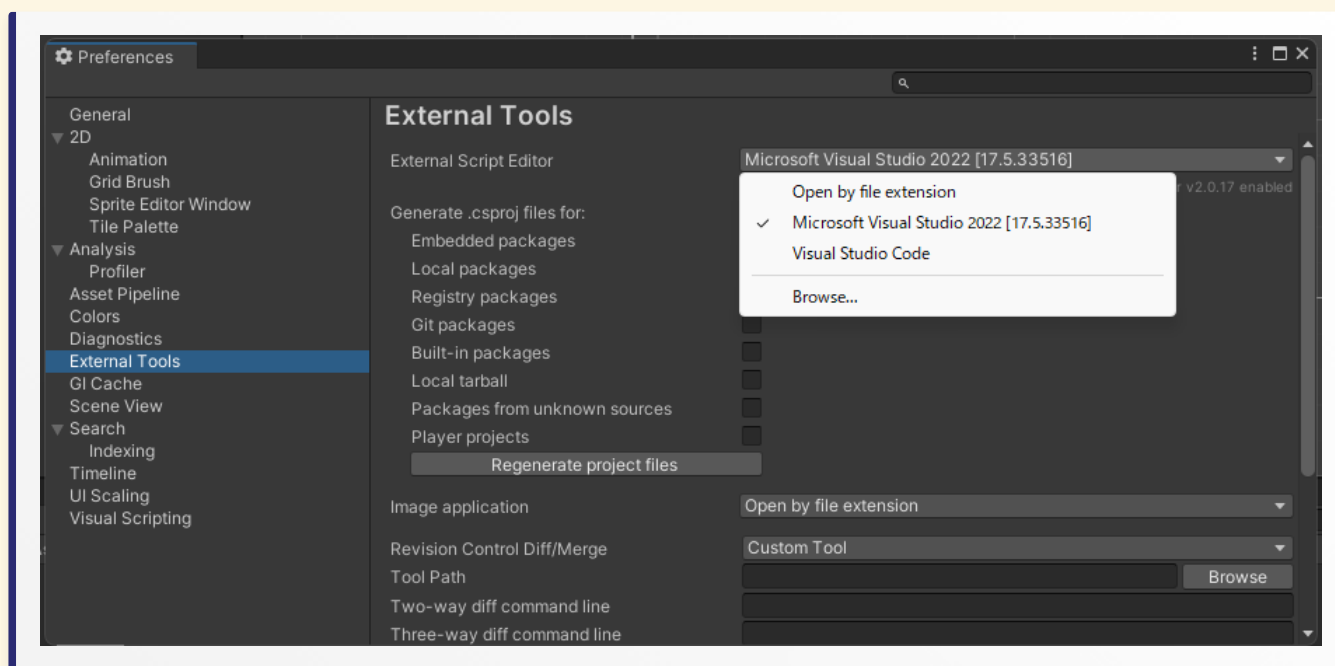 Preferences
General
2D
Animation
Grid Brush
Sprite Editor Window
Tile Palette
Analysis
Profiler
Asset Pipeline
Colors
Diagnostics
External Tools
GI Cache
Scene View
Search
Indexing
Timeline
UI Scaling
Visual Scripting
External Tools
External Script Editor
Microsoft Visual Studio 2022 [17.5.33516]
v2.0.17 enabled
Open by file extension
Microsoft Visual Studio 2022 [17.5.33516]
Visual Studio Code
Browse...
Generate .csproj files for:
Embedded packages
Local packages
Registry packages
Git packages
Built-in packages
Local tarball
Packages from unknown sources
Player projects
Regenerate project files
Image application
Open by file extension
Revision Control Diff/Merge
Custom Tool
Tool Path
Browse
Two-way diff command line
Three-way diff command line